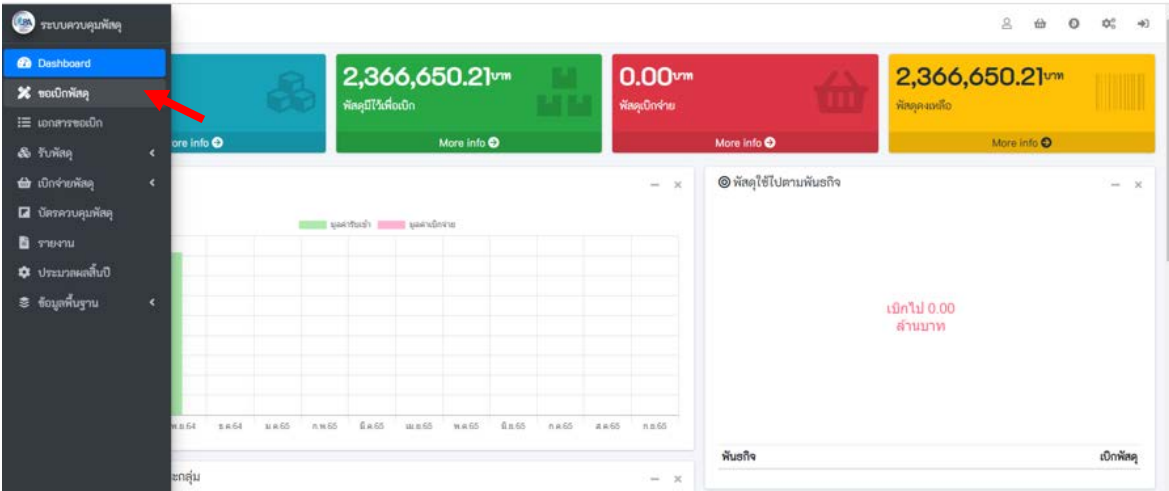 ระบบควบคุมพัสดุ
Dashboard
ขอเบิกพัสดุ
เอกสารขอเบิก
รับพัสดุ
เบิกจ่ายพัสดุ
บัตรควบคุมพัสดุ
รายงาน
ประมวลผลสิ้นปี
ข้อมูลพื้นฐาน
ore info
2,366,650.21บาท
พัสดุมีไว้เพื่อเบิก
More info
0.00บาท
พัสดุเบิกจ่าย
More info
2,366,650.21บาท
พัสดุคงเหลือ
More info
มูลค่ารับเข้า มูลค่าเบิกจ่าย
พ.ย.64 ธ.ค.64 ม.ค.65 ก.พ.65 มี.ค.65 เม.ย.65 พ.ค.65 มิ.ย.65 ก.ค.65 ส.ค.65 ก.ย.65
ะกลุ่ม
พัสดุใช้ไปตามพันธกิจ
เบิกไป 0.00
ล้านบาท
พันธกิจ เบิกพัสดุ